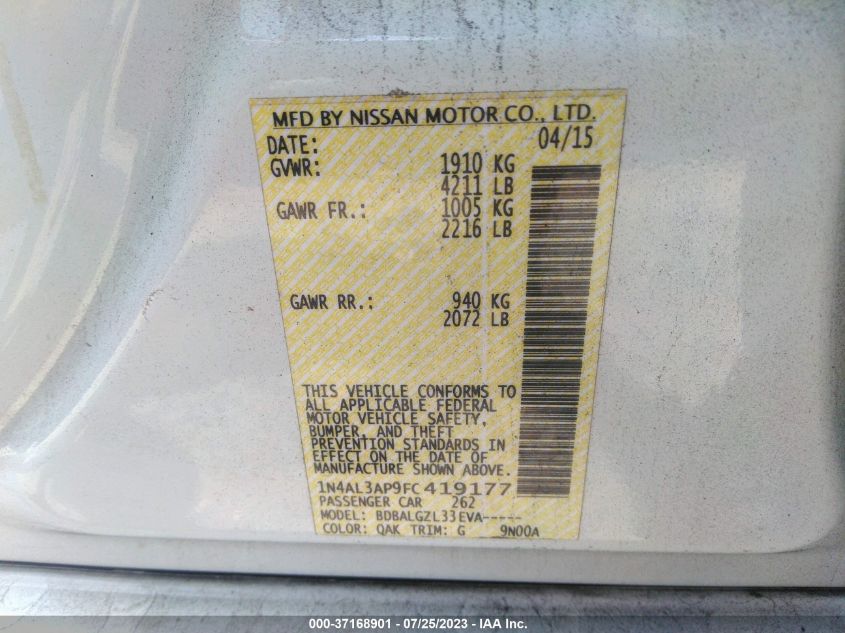 MFD BY NISSAN MOTOR CO., LTD.
DATE: 04/15
GVWR: 1910 KG
4211 LB
GAWR FR.: 1005 KG
2216 LB
GAWR RR.: 940 KG
2072 LB
THIS VEHICLE CONFORMS TO
ALL APPLICABLE FEDERAL
MOTOR VEHICLE SAFETY,
BUMPER, AND THEFT
PREVENTION STANDARDS IN
EFFECT ON THE DATE OF
MANUFACTURE SHOWN ABOVE.
1N4AL3AP9FC419177
PASSENGER CAR 262
MODEL: BDBALGZL33EVA-----
COLOR: QAK TRIM: G 9N00A
000-37168901 - 07/25/2023 - IAA Inc.